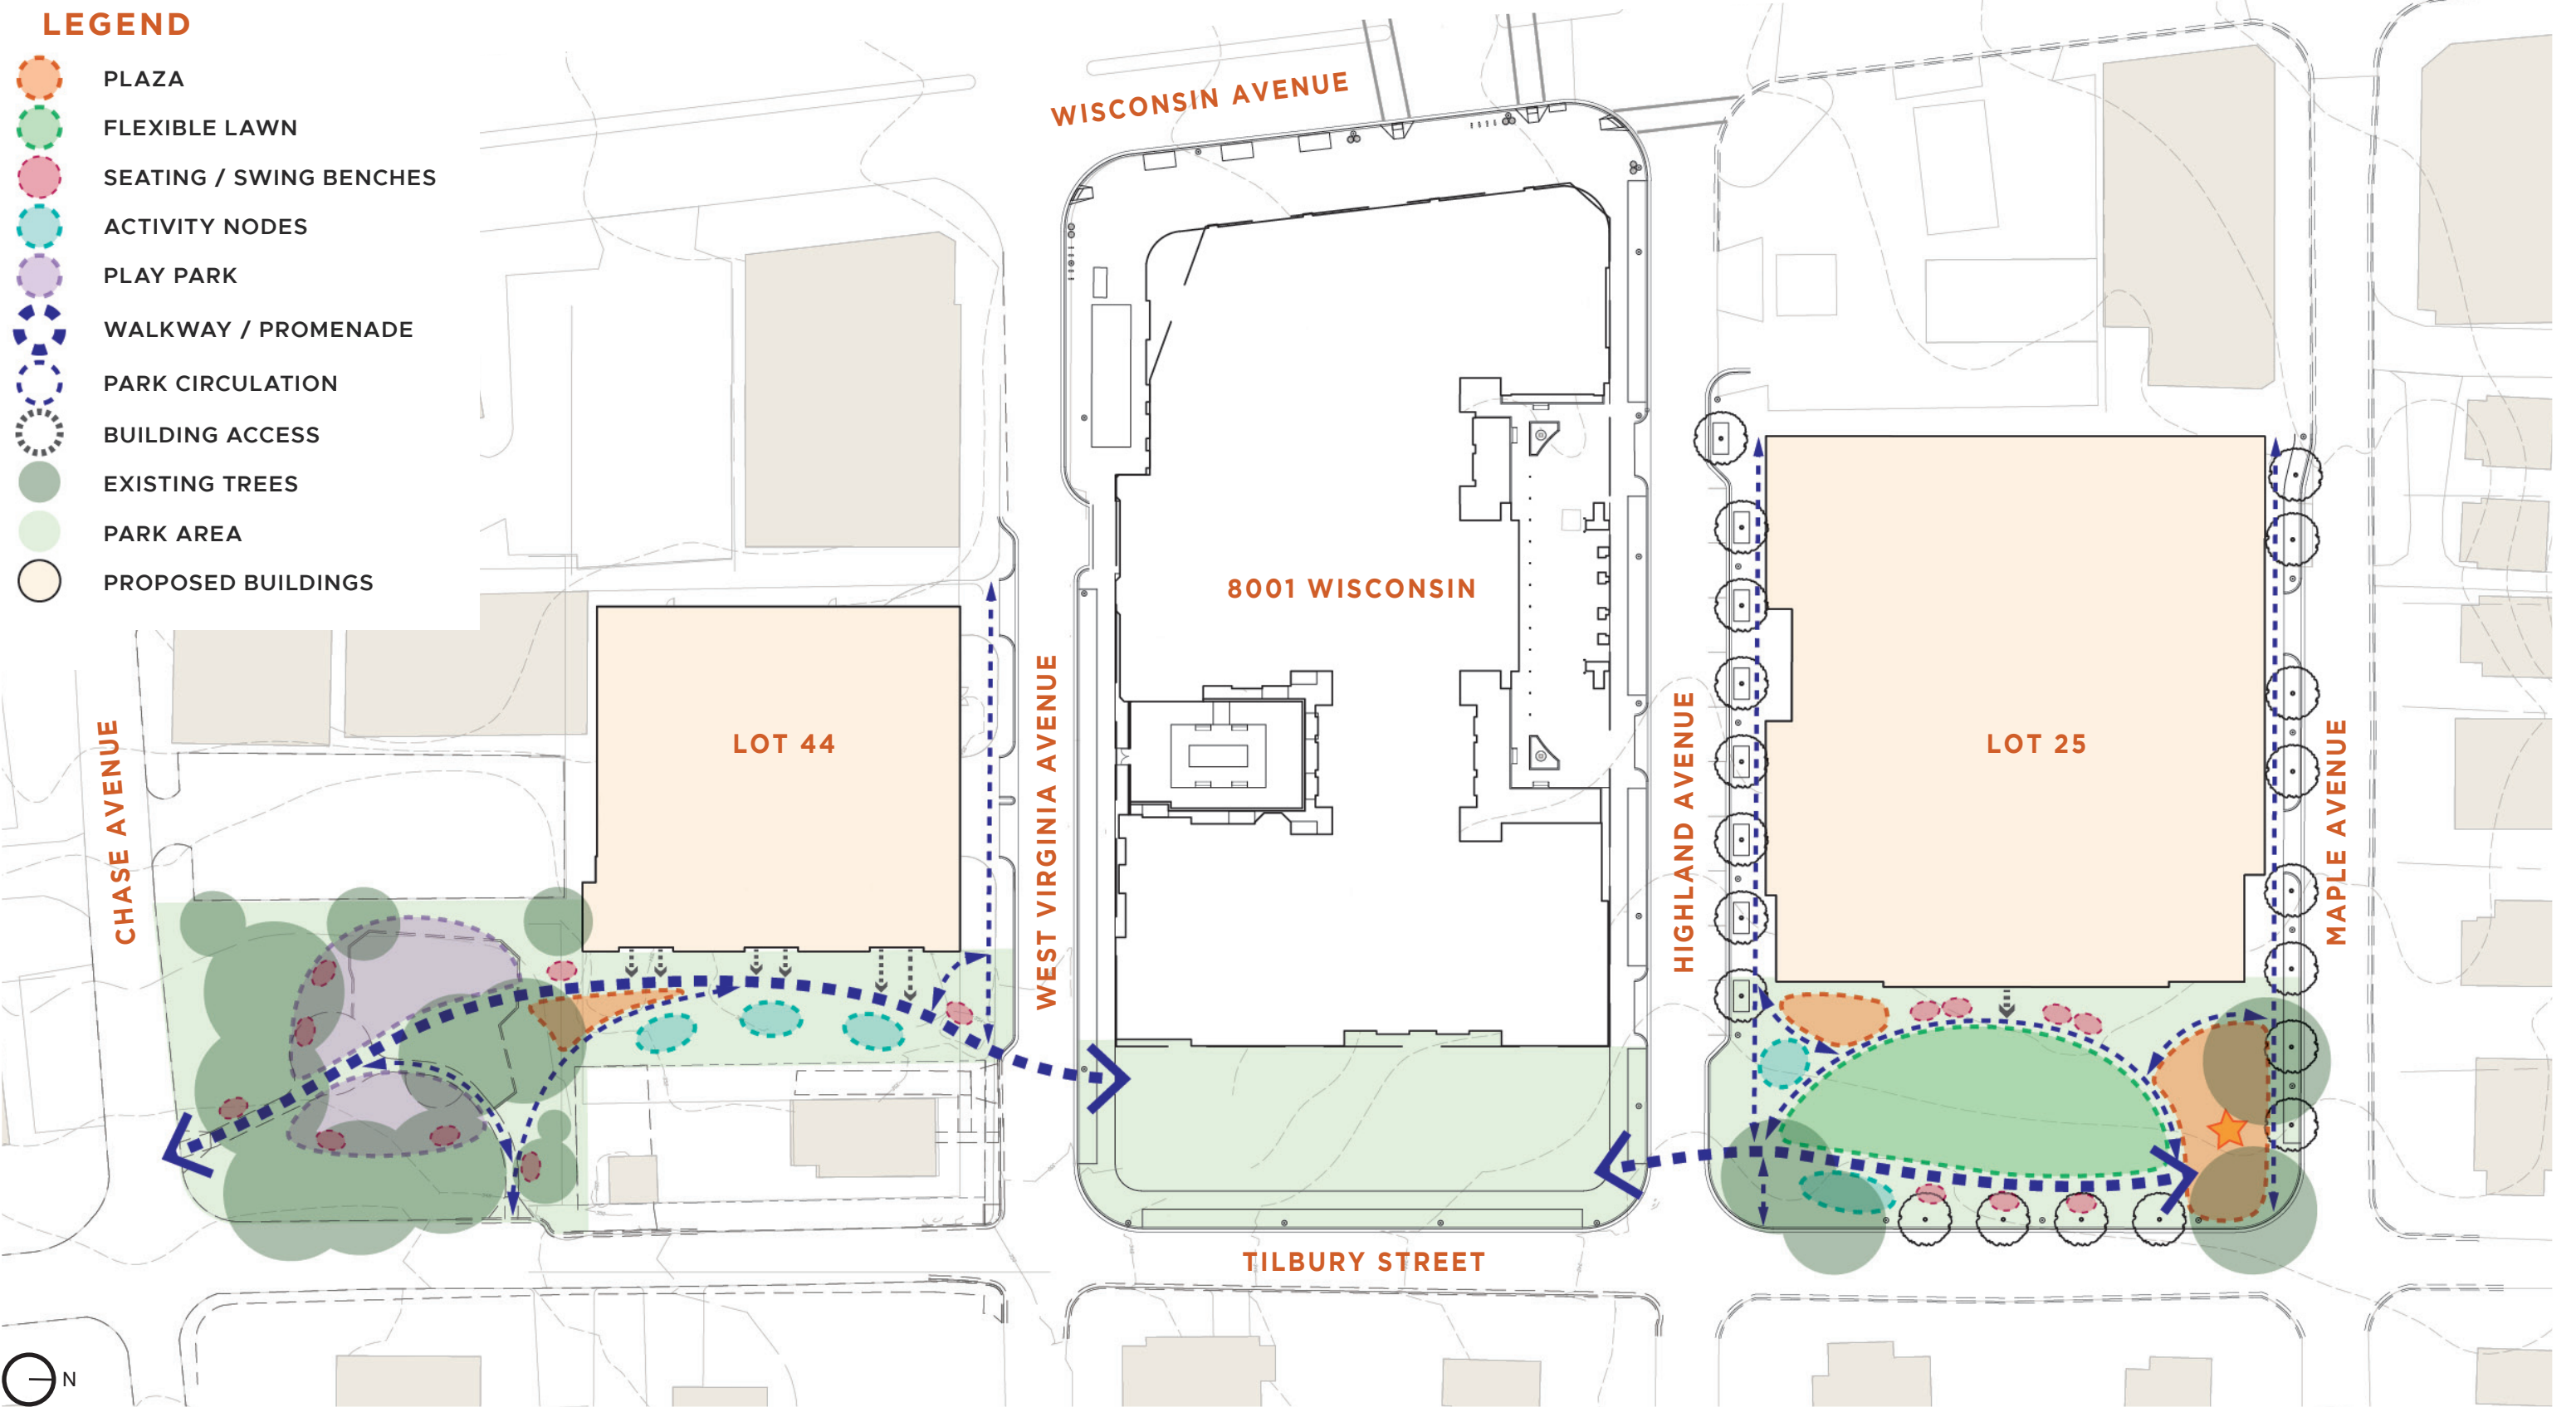 LEGEND
PLAZA
FLEXIBLE LAWN
SEATING / SWING BENCHES
ACTIVITY NODES
PLAY PARK
WALKWAY / PROMENADE
PARK CIRCULATION
BUILDING ACCESS
EXISTING TREES
PARK AREA
PROPOSED BUILDINGS
WISCONSIN AVENUE
8001 WISCONSIN
LOT 44
LOT 25
CHASE AVENUE
WEST VIRGINIA AVENUE
HIGHLAND AVENUE
MAPLE AVENUE
TILBURY STREET
N